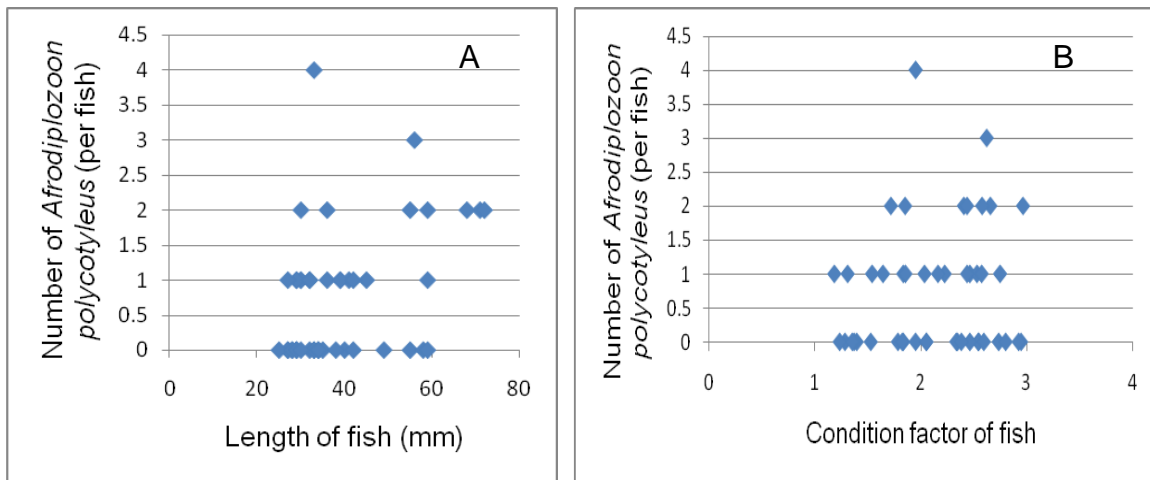 A
Number of Afrodiplozoon
polycotyleus (per fish)
4.5
4
3.5
3
2.5
2
1.5
1
0.5
0
0 20 40 60 80
Length of fish (mm)
B
Number of Afrodiplozoon
polycotyleus (per fish)
4.5
4
3.5
3
2.5
2
1.5
1
0.5
0
0 1 2 3 4
Condition factor of fish